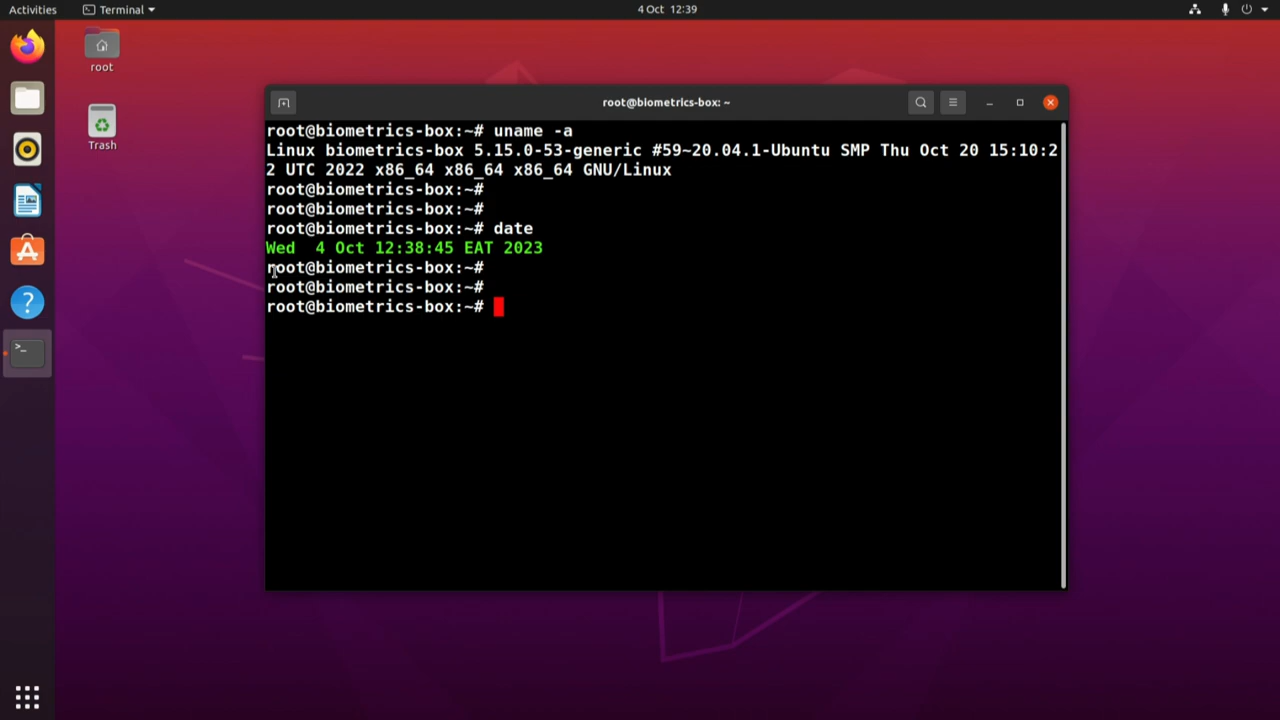 Activities
Terminal
4 Oct 12:39
root
Trash
root@biometrics-box: ~
root@biometrics-box:~# uname -a
Linux biometrics-box 5.15.0-53-generic #59~20.04.1-Ubuntu SMP Thu Oct 20 15:10:2
2 UTC 2022 x86_64 x86_64 x86_64 GNU/Linux
root@biometrics-box:~#
root@biometrics-box:~#
root@biometrics-box:~# date
Wed  4 Oct 12:38:45 EAT 2023
root@biometrics-box:~#
root@biometrics-box:~#
root@biometrics-box:~#